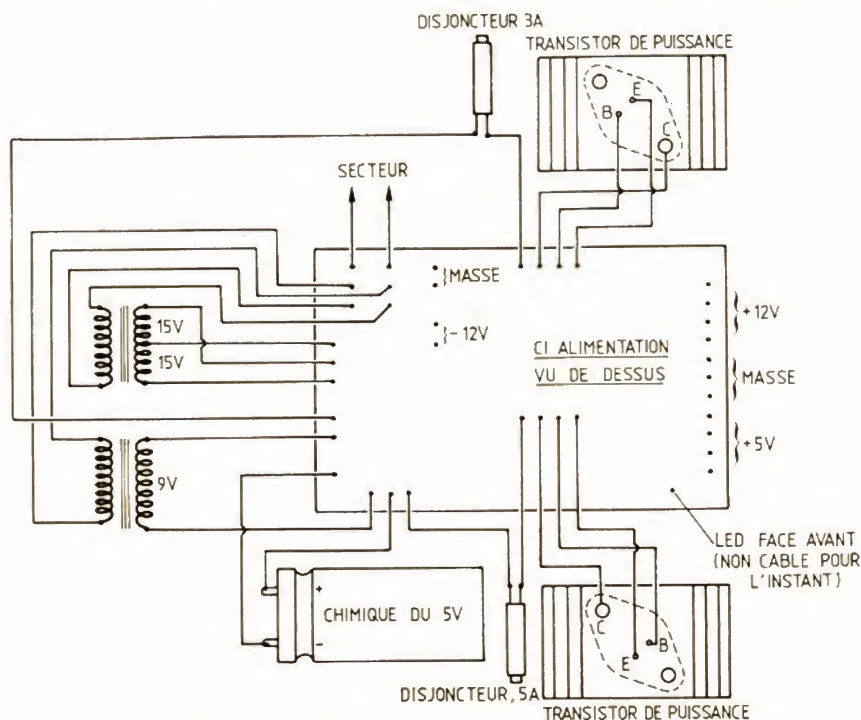 DISJONCTEUR 3A
TRANSISTOR DE PUISSANCE
E
B
C
SECTEUR
}MASSE
15V
15V
}-12V
CI ALIMENTATION
VU DE DESSUS
}+12V
}MASSE
}+5V
9V
LED FACE AVANT
(NON CABLE POUR
L'INSTANT)
+
CHIMIQUE DU 5V
-
C
B
E
DISJONCTEUR, 5A
TRANSISTOR DE PUISSANCE